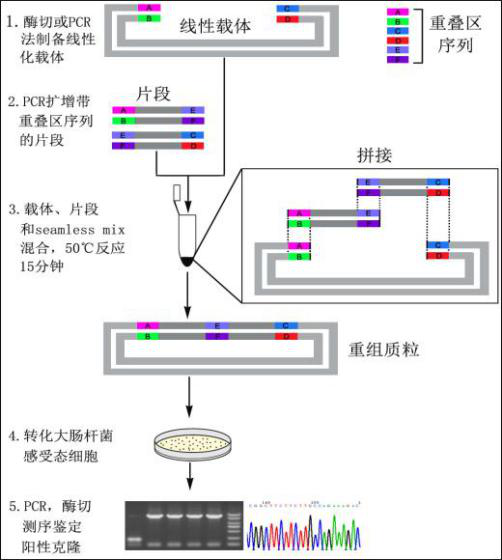 1. 酶切或PCR
法制备线性
化载体
A
B
线性载体
C
D
A
B
C
D
E
F
重叠区
序列
2. PCR扩增带
重叠区序列
的片段
片段
A E
B F
E C
F D
拼接
E C
F D
A E
B F
A C
B D
3. 载体、片段
和seamless mix
混合，50℃反应
15分钟
A E C
B F D
重组质粒
4. 转化大肠杆菌
感受态细胞
5. PCR，酶切
测序鉴定
阳性克隆